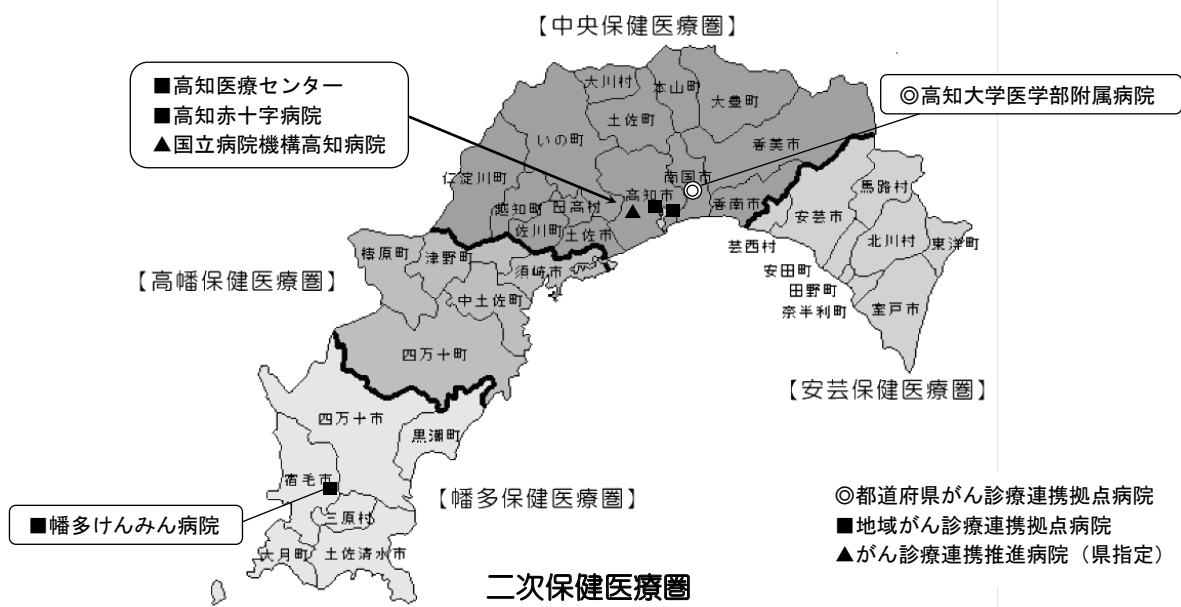 【中央保健医療圏】
■高知医療センター
■高知赤十字病院
▲国立病院機構高知病院
◎高知大学医学部附属病院
大川村
本山町
大豊町
土佐町
いの町
香美市
南国市
仁淀川町
高知市
馬路村
越知町
日高村
香南市
安芸市
佐川町
土佐市
北川村
東洋町
芸西村
梼原町
津野町
須崎市
安田町
【高幡保健医療圏】
田野町
中土佐町
奈半利町
室戸市
四万十町
【安芸保健医療圏】
四万十市
黒潮町
宿毛市
【幡多保健医療圏】
■幡多けんみん病院
三原村
大月町
土佐清水市
◎都道府県がん診療連携拠点病院
■地域がん診療連携拠点病院
▲がん診療連携推進病院（県指定）
二次保健医療圏